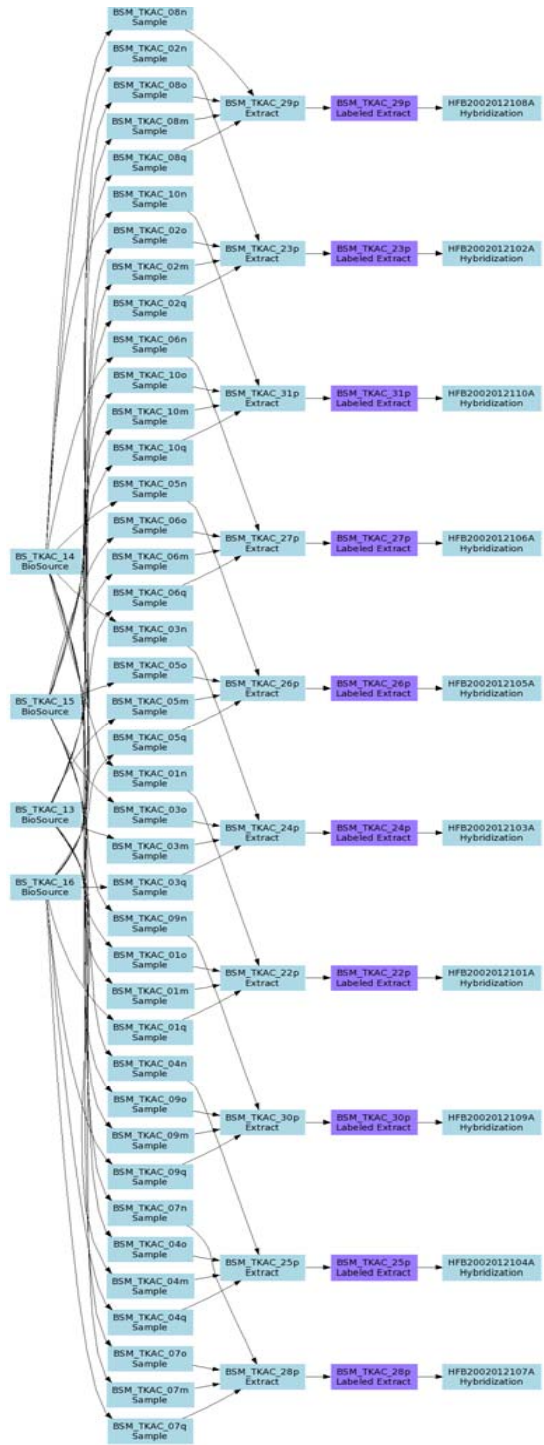 BSM_TKAC_08n
Sample
BSM_TKAC_02n
Sample
BSM_TKAC_08o
Sample
BSM_TKAC_08m
Sample
BSM_TKAC_08q
Sample
BSM_TKAC_10n
Sample
BSM_TKAC_02o
Sample
BSM_TKAC_02m
Sample
BSM_TKAC_02q
Sample
BSM_TKAC_06n
Sample
BSM_TKAC_10o
Sample
BSM_TKAC_10m
Sample
BSM_TKAC_10q
Sample
BSM_TKAC_05n
Sample
BSM_TKAC_06o
Sample
BSM_TKAC_06m
Sample
BSM_TKAC_06q
Sample
BSM_TKAC_03n
Sample
BSM_TKAC_05o
Sample
BSM_TKAC_05m
Sample
BSM_TKAC_05q
Sample
BSM_TKAC_01n
Sample
BSM_TKAC_03o
Sample
BSM_TKAC_03m
Sample
BSM_TKAC_03q
Sample
BSM_TKAC_09n
Sample
BSM_TKAC_01o
Sample
BSM_TKAC_01m
Sample
BSM_TKAC_01q
Sample
BSM_TKAC_04n
Sample
BSM_TKAC_09o
Sample
BSM_TKAC_09m
Sample
BSM_TKAC_09q
Sample
BSM_TKAC_07n
Sample
BSM_TKAC_04o
Sample
BSM_TKAC_04m
Sample
BSM_TKAC_04q
Sample
BSM_TKAC_07o
Sample
BSM_TKAC_07m
Sample
BSM_TKAC_07q
Sample
BS_TKAC_14
BioSource
BS_TKAC_15
BioSource
BS_TKAC_13
BioSource
BS_TKAC_16
BioSource
BSM_TKAC_29p
Extract
BSM_TKAC_29p
Labeled Extract
HFB2002012108A
Hybridization
BSM_TKAC_23p
Extract
BSM_TKAC_23p
Labeled Extract
HFB2002012102A
Hybridization
BSM_TKAC_31p
Extract
BSM_TKAC_31p
Labeled Extract
HFB2002012110A
Hybridization
BSM_TKAC_27p
Extract
BSM_TKAC_27p
Labeled Extract
HFB2002012106A
Hybridization
BSM_TKAC_26p
Extract
BSM_TKAC_26p
Labeled Extract
HFB2002012105A
Hybridization
BSM_TKAC_24p
Extract
BSM_TKAC_24p
Labeled Extract
HFB2002012103A
Hybridization
BSM_TKAC_22p
Extract
BSM_TKAC_22p
Labeled Extract
HFB2002012101A
Hybridization
BSM_TKAC_30p
Extract
BSM_TKAC_30p
Labeled Extract
HFB2002012109A
Hybridization
BSM_TKAC_25p
Extract
BSM_TKAC_25p
Labeled Extract
HFB2002012104A
Hybridization
BSM_TKAC_28p
Extract
BSM_TKAC_28p
Labeled Extract
HFB2002012107A
Hybridization